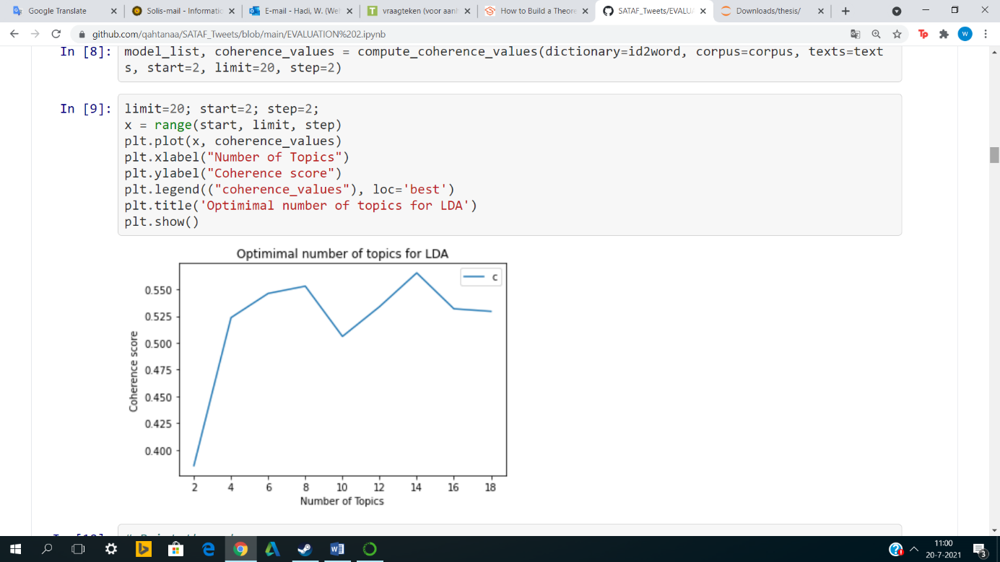 Google Translate
Solis-mail - Informatio
E-mail - Hadi, W. (Wel
vraagteken (voor aanh
How to Build a Theore
SATAF_Tweets/EVALUA
Downloads/thesis/
github.com/qahtanaa/SATAF_Tweets/blob/main/EVALUATION%202.ipynb
Tp
W
In [8]: model_list, coherence_values = compute_coherence_values(dictionary=id2word, corpus=corpus, texts=text
s, start=2, limit=20, step=2)
In [9]: limit=20; start=2; step=2;
x = range(start, limit, step)
plt.plot(x, coherence_values)
plt.xlabel("Number of Topics")
plt.ylabel("Coherence score")
plt.legend(("coherence_values"), loc='best')
plt.title('Optimimal number of topics for LDA')
plt.show()
Optimimal number of topics for LDA
c
0.550
0.525
0.500
0.475
0.450
0.425
0.400
Coherence score
2 4 6 8 10 12 14 16 18
Number of Topics
11:00
20-7-2021
3